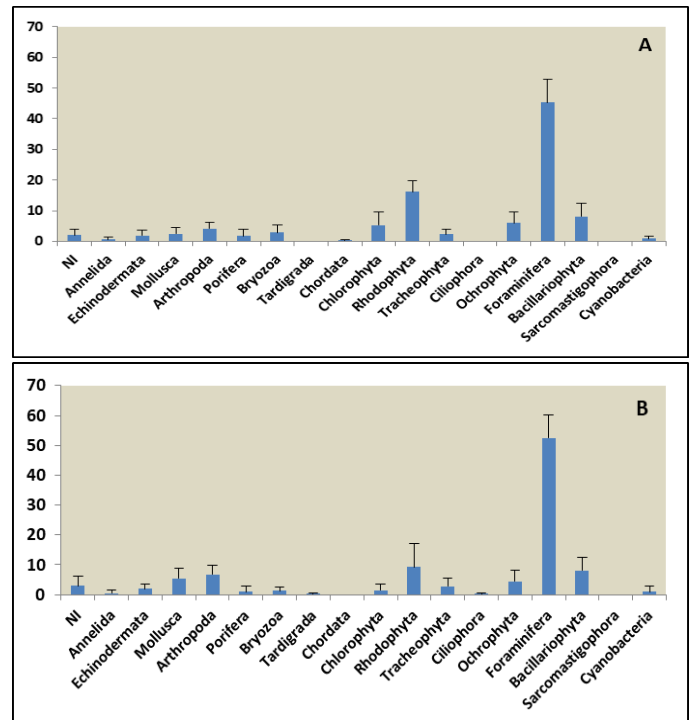 A
70
60
50
40
30
20
10
0
NI
Annelida
Echinodermata
Mollusca
Arthropoda
Porifera
Bryozoa
Tardigrada
Chordata
Chlorophyta
Rhodophyta
Tracheophyta
Ciliophora
Ochrophyta
Foraminifera
Bacillariophyta
Sarcomastigophora
Cyanobacteria
B
70
60
50
40
30
20
10
0
NI
Annelida
Echinodermata
Mollusca
Arthropoda
Porifera
Bryozoa
Tardigrada
Chordata
Chlorophyta
Rhodophyta
Tracheophyta
Ciliophora
Ochrophyta
Foraminifera
Bacillariophyta
Sarcomastigophora
Cyanobacteria